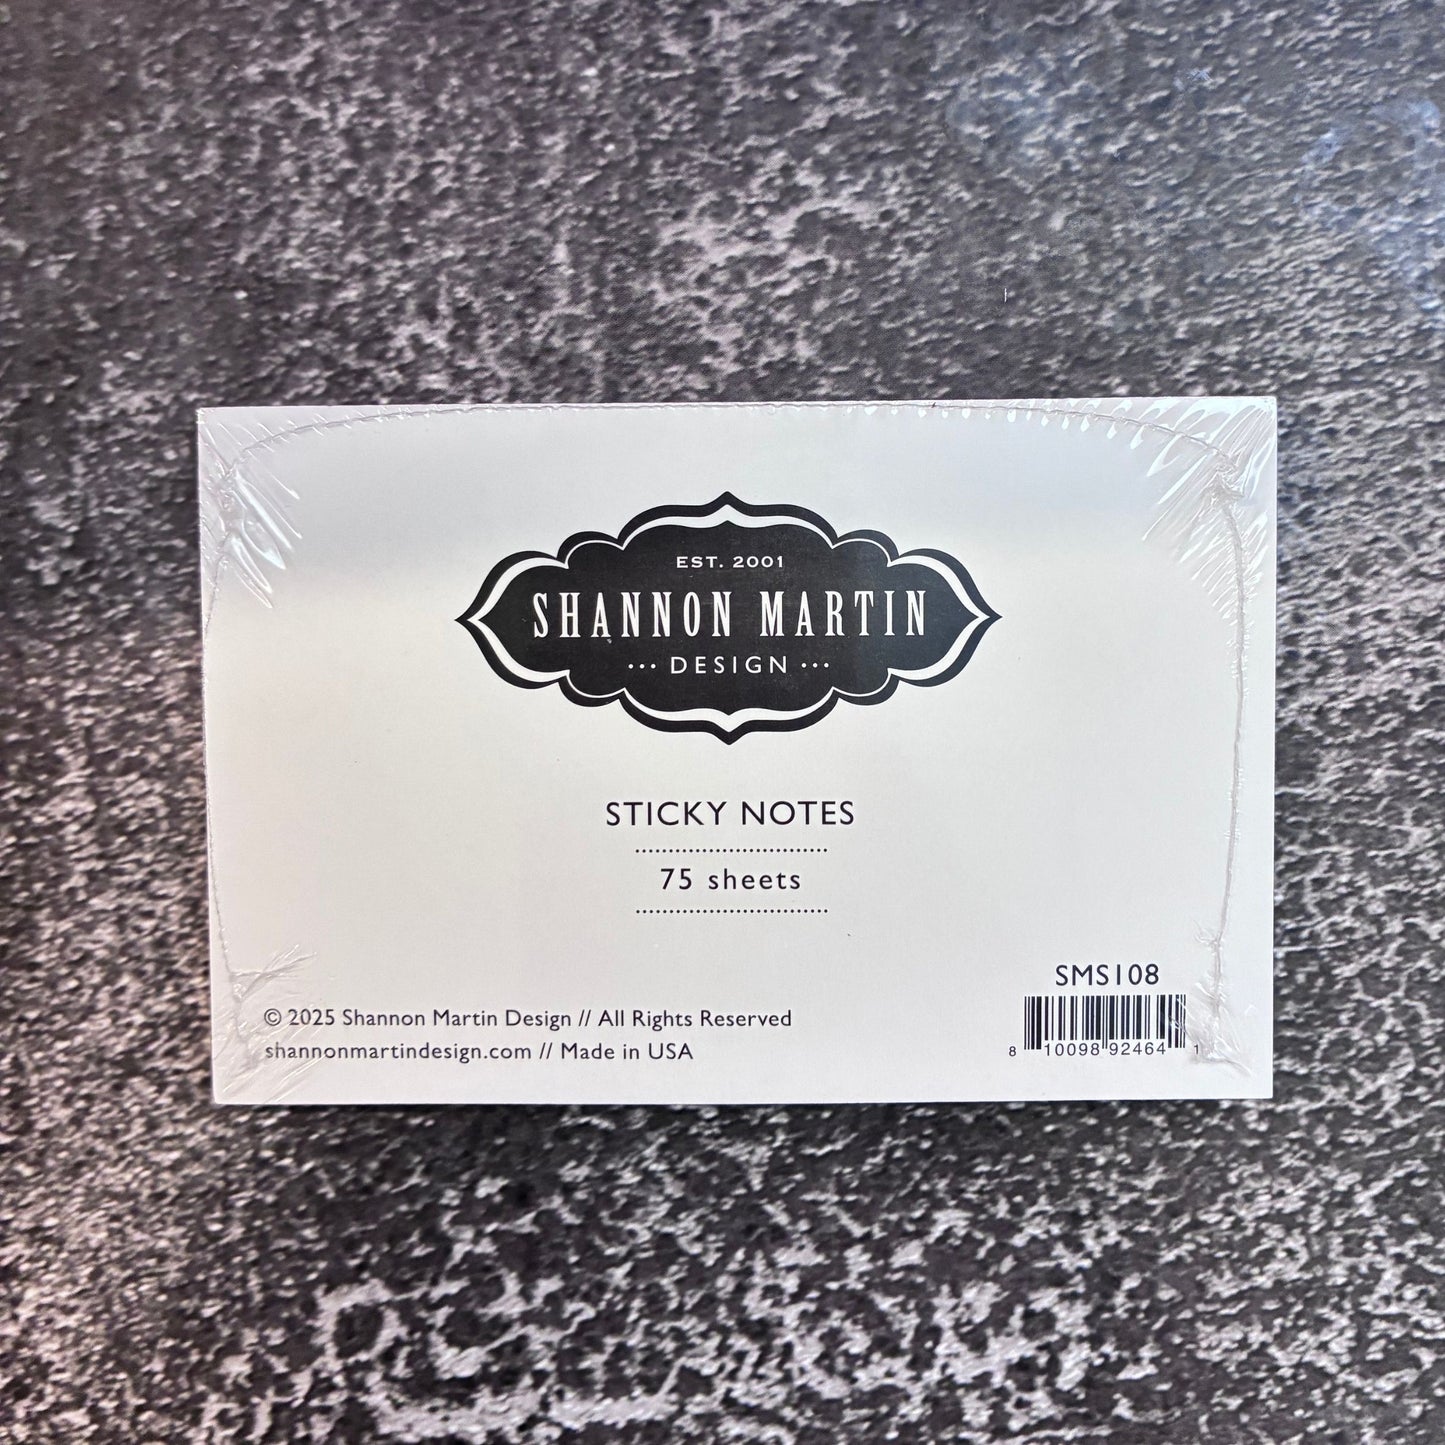 EST. 2001
SHANNON MARTIN
··· DESIGN ···
STICKY NOTES
75 sheets
SMS108
© 2025 Shannon Martin Design // All Rights Reserved
shannonmartindesign.com // Made in USA
8 10098 92464 1